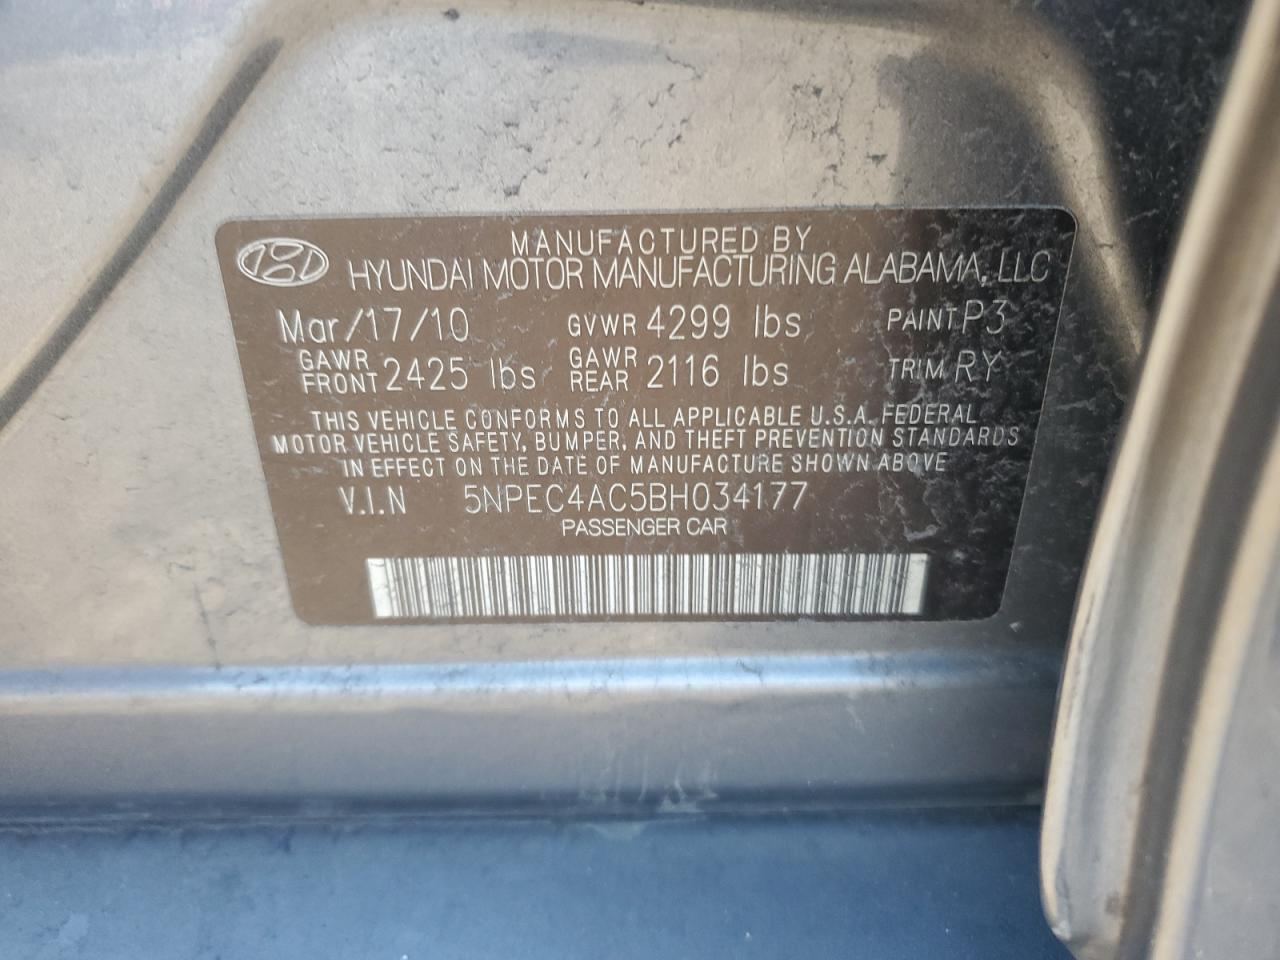 MANUFACTURED BY
HYUNDAI MOTOR MANUFACTURING ALABAMA, LLC
Mar/17/10 GVWR 4299 lbs PAINT P3
GAWR FRONT 2425 lbs GAWR REAR 2116 lbs TRIM RY
THIS VEHICLE CONFORMS TO ALL APPLICABLE U.S.A. FEDERAL
MOTOR VEHICLE SAFETY, BUMPER, AND THEFT PREVENTION STANDARDS
IN EFFECT ON THE DATE OF MANUFACTURE SHOWN ABOVE
V.I.N 5NPEC4AC5BH034177
PASSENGER CAR